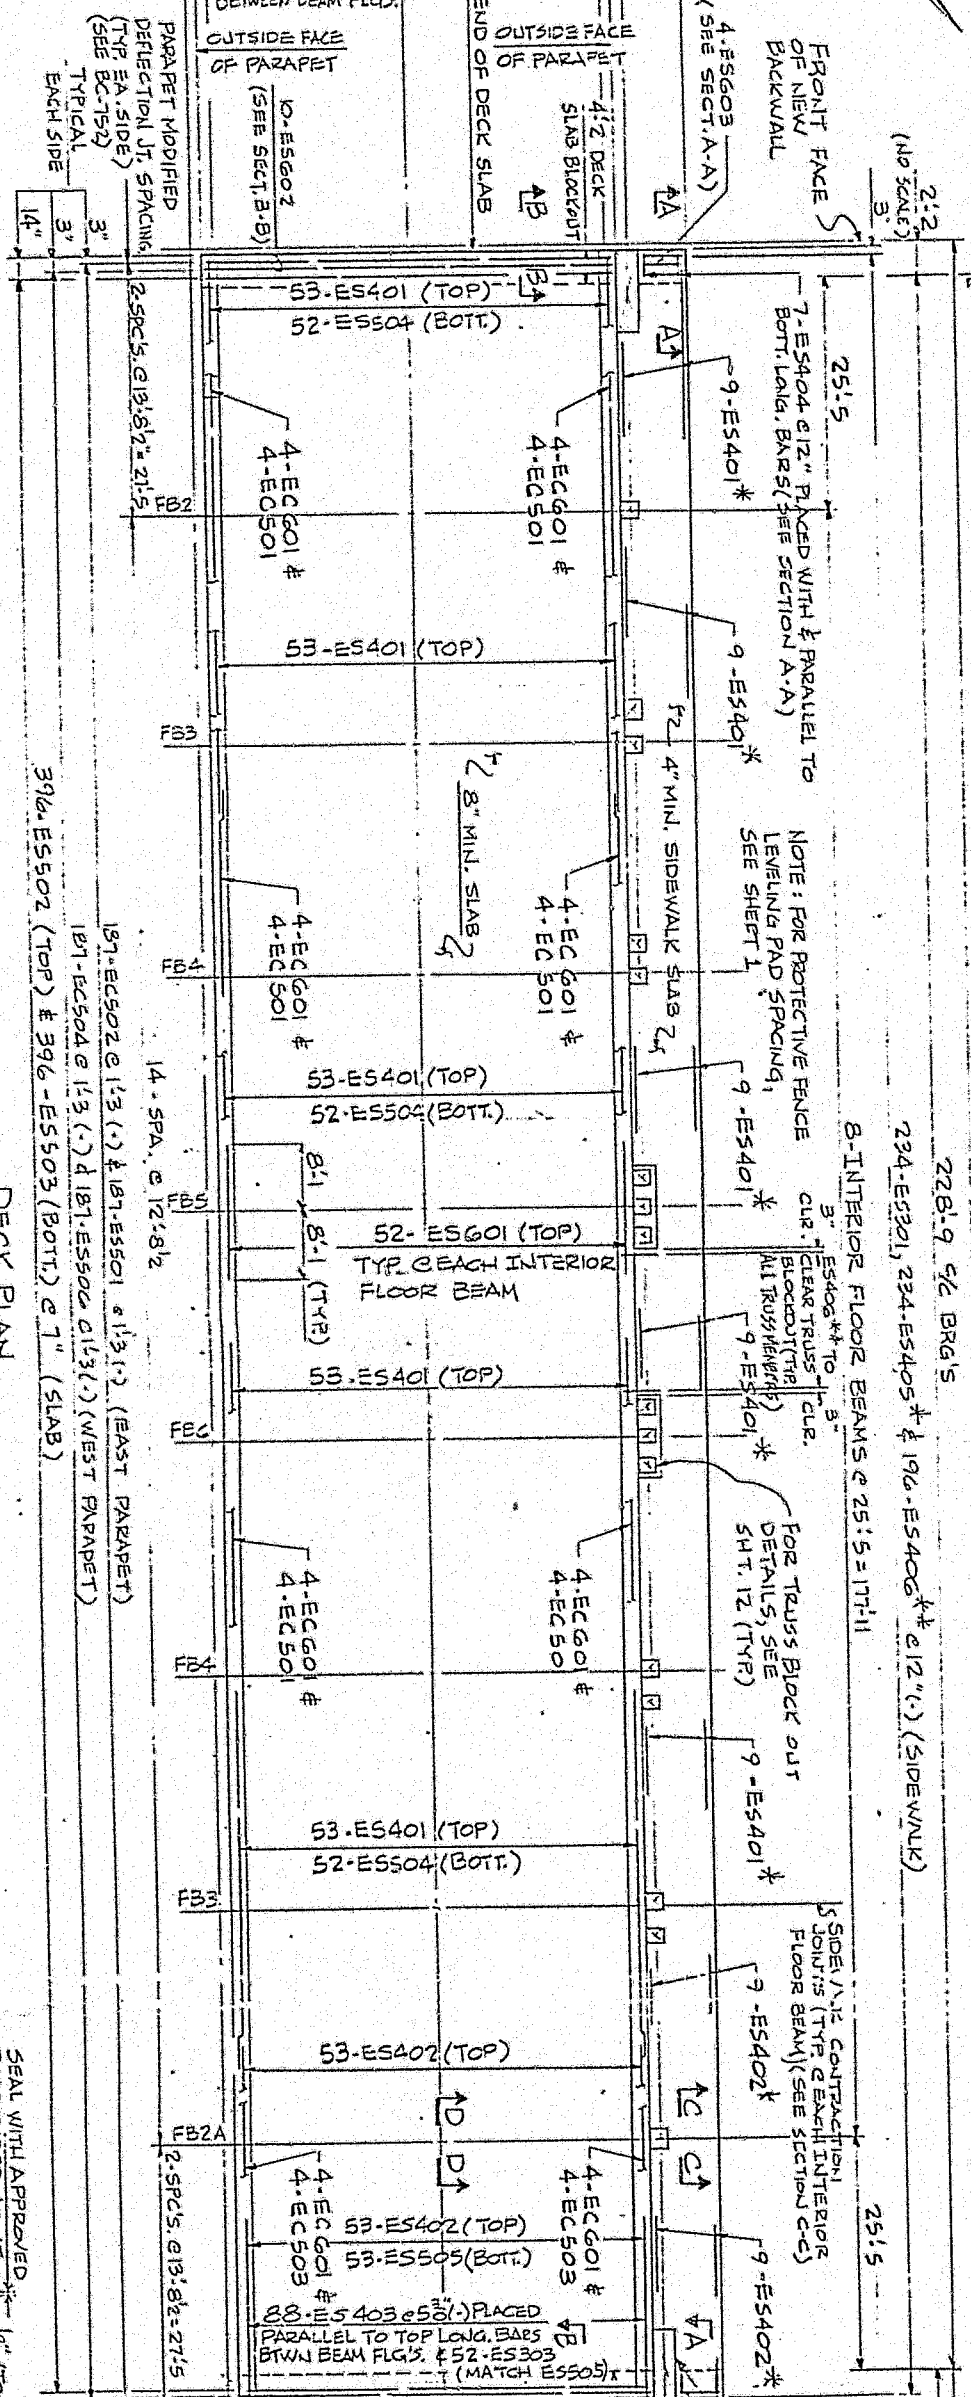 OUTSIDE FACE
OF PARAPET
OUTSIDE FACE
OF PARAPET
END OF DECK SLAB
4'-2 DECK
SLAB BLOCKOUT
4-ES603
(SEE SECT. A-A)
FRONT FACE
OF NEW
BACKWALL
(NO SCALE)
2'-2
3"
10-ES602
(SEE SECT. B-B)
PARAPET MODIFIED
DEFLECTION JT. SPACING,
(TYP. EA. SIDE)
(SEE BC-752)
TYPICAL
EACH SIDE
3"
3"
14"
B
A
B
A
53-ES401 (TOP)
52-ES504 (BOTT.)
7-ES404 @ 12" PLACED WITH & PARALLEL TO
BOTT. LONG. BARS (SEE SECTION A-A)
25'-5
9-ES401*
4-EC601 &
4-EC501
4-EC601 &
4-EC501
FB2
53-ES401 (TOP)
9-ES401*
FB3
4" MIN. SIDEWALK SLAB
8" MIN. SLAB
NOTE: FOR PROTECTIVE FENCE
LEVELING PAD SPACING,
SEE SHEET 1
4-EC601 &
4-EC501
4-EC601 &
4-EC501
FB4
53-ES401 (TOP)
52-ES504 (BOTT.)
9-ES401*
8'-1
8'-1 (TYP.)
FB5
52-ES601 (TOP)
TYP. @ EACH INTERIOR
FLOOR BEAM
3"
CLR.
ES406** TO
CLEAR TRUSS
BLOCKOUT (TYP.
ALL TRUSS MEMBERS)
3"
CLR.
53-ES401 (TOP)
9-ES401*
FB6
FOR TRUSS BLOCK OUT
DETAILS, SEE
SHT. 12 (TYP.)
4-EC601 &
4-EC50
4-EC601 &
4-EC501
FB4
9-ES401*
53-ES401 (TOP)
52-ES504 (BOTT.)
FB3
CONTRACTION
JOINTS (TYP. @ EACH INTERIOR
FLOOR BEAM) (SEE SECTION C-C)
9-ES402*
53-ES402 (TOP)
C
C
D
D
FB2A
4-EC601 &
4-EC503
4-EC601 &
4-EC503
53-ES402 (TOP)
53-ES505 (BOTT.)
9-ES402*
25'-5
88-ES403 PLACED
PARALLEL TO TOP LONG. BARS
BTWN BEAM FLG'S. & 52-ES303
(MATCH ES505)
B
A
228'-9 C/C BRG'S
234-ES301, 234-ES405* & 196-ES406** @ 12"(-) (SIDEWALK)
8-INTERIOR FLOOR BEAMS @ 25'-5 = 177'-11
14-SPA. @ 12'-8½
187-EC502 @ 1'-3 (-) & 187-ES501 @ 1'-3 (-) (EAST PARAPET)
187-EC504 @ 1'-3 (-) & 187-ES506 @ 1'-3 (-) (WEST PARAPET)
396-ES502 (TOP) & 396-ES503 (BOTT.) @ 7" (SLAB)
2-SPC'S. @ 13'-8½ = 27'-5
DECK PLAN
SEAL WITH APPROVED